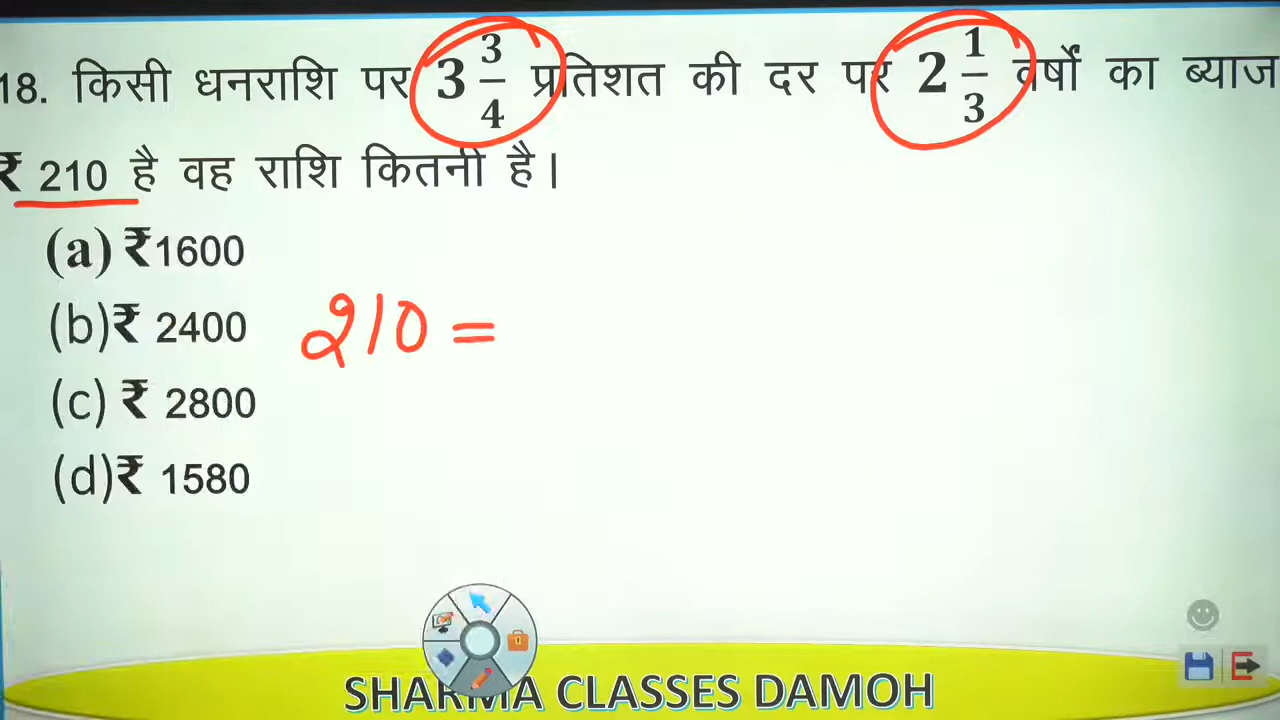 18. किसी धनराशि पर 3 3/4 प्रतिशत की दर पर 2 1/3 वर्षों का ब्याज
₹ 210 है वह राशि कितनी है।
(a) ₹1600
(b)₹ 2400
210 =
(c) ₹ 2800
(d)₹ 1580
SHARMA CLASSES DAMOH